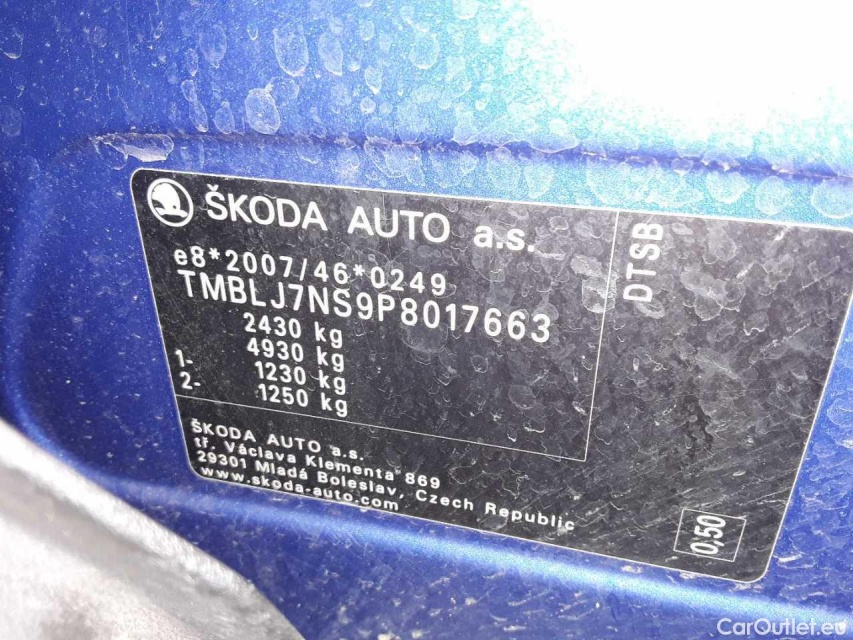 ŠKODA AUTO a.s.
e8*2007/46*0249
TMBLJ7NS9P8017663
2430 kg
4930 kg
1- 1230 kg
2- 1250 kg
DTSB
ŠKODA AUTO a.s.
tř. Václava Klementa 869
29301 Mladá Boleslav, Czech Republic
www.skoda-auto.com
0,50
CarOutlet.eu